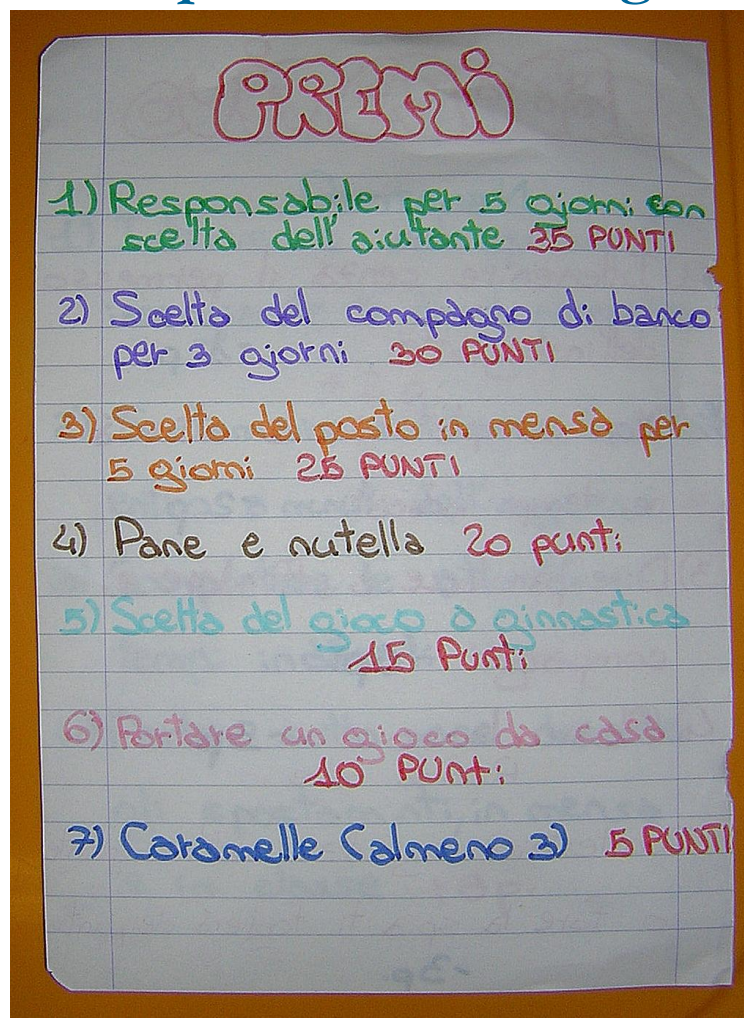 PREMI
1) Responsabile per 5 giorni con
scelta dell'aiutante 35 PUNTI
2) Scelta del compagno di banco
per 3 giorni 30 PUNTI
3) Scelta del posto in mensa per
5 giorni 25 PUNTI
4) Pane e nutella 20 punti
5) Scelta del gioco a ginnastica
15 Punti
6) Portare un gioco da casa
10 PUnti
7) Caramelle (almeno 3) 5 PUNTI